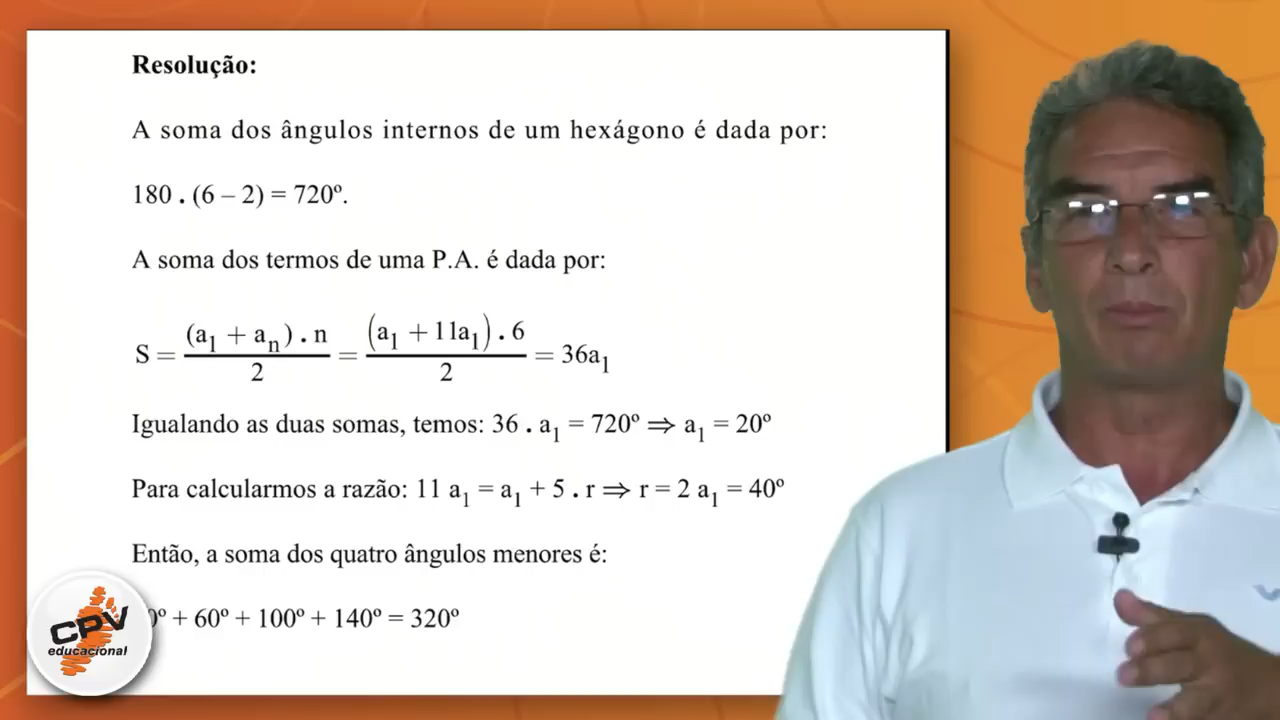 Resolução:
A soma dos ângulos internos de um hexágono é dada por:
180 . (6 – 2) = 720º.
A soma dos termos de uma P.A. é dada por:
S = (a₁ + aₙ) . n / 2 = (a₁ + 11a₁) . 6 / 2 = 36a₁
Igualando as duas somas, temos: 36 . a₁ = 720º ⇒ a₁ = 20º
Para calcularmos a razão: 11 a₁ = a₁ + 5 . r ⇒ r = 2 a₁ = 40º
Então, a soma dos quatro ângulos menores é:
0º + 60º + 100º + 140º = 320º
CPV
educacional